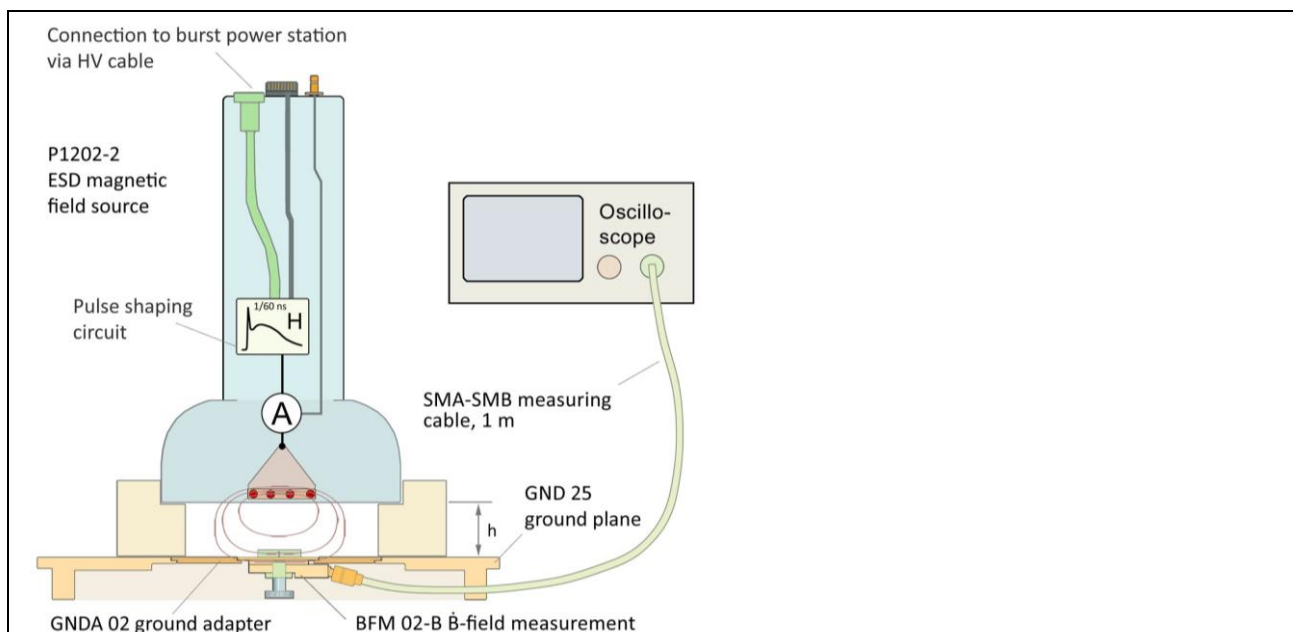 Connection to burst power station
via HV cable
P1202-2
ESD magnetic
field source
Oscillo-
scope
1/60 ns
H
Pulse shaping
circuit
A
SMA-SMB measuring
cable, 1 m
GND 25
ground plane
h
GNDA 02 ground adapter
BFM 02-B Ḃ-field measurement